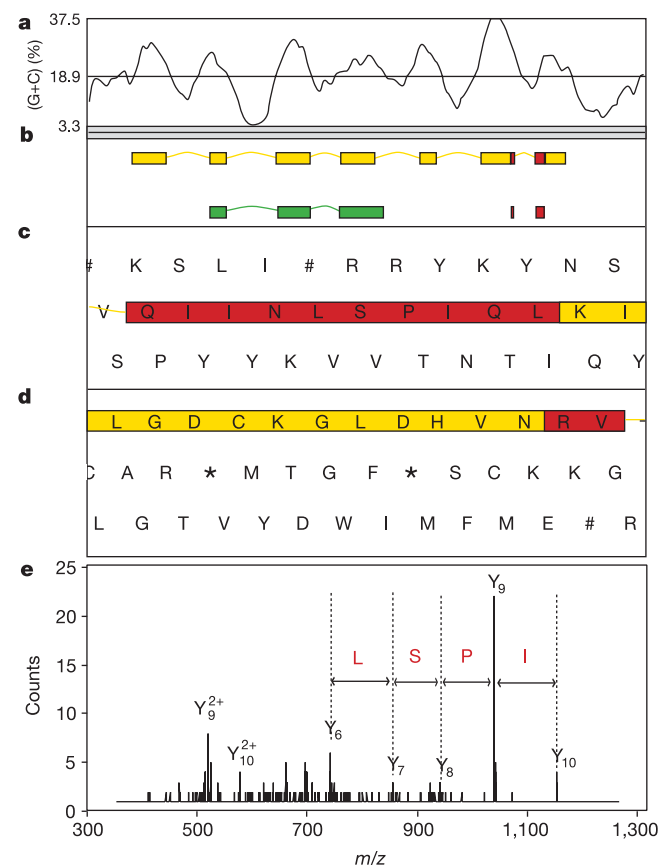 a
37.5
(G+C) (%)
18.9
3.3
b
c
# K S L I # R R Y K Y N S
V Q I I N L S P I Q L K I
S P Y Y K V V T N T I Q Y
d
L G D C K G L D H V N R V
C A R * M T G F * S C K K G
L G T V Y D W I M F M E # R
e
25
20
15
10
5
0
Counts
Y9
L S P I
Y9 2+
Y10 2+
Y6
Y7
Y8
Y10
300 500 700 900 1,100 1,300
m/z